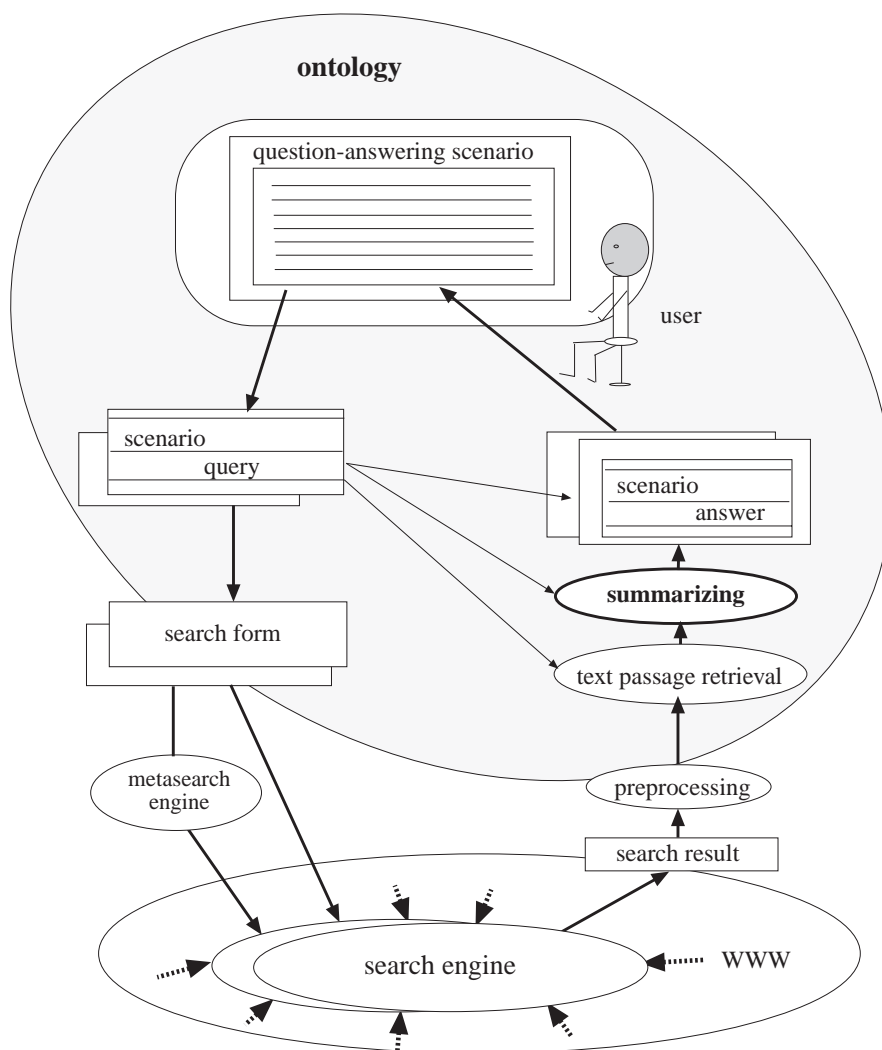 ontology
question-answering scenario
user
scenario
query
scenario
answer
summarizing
search form
text passage retrieval
metasearch
engine
preprocessing
search result
search engine
WWW